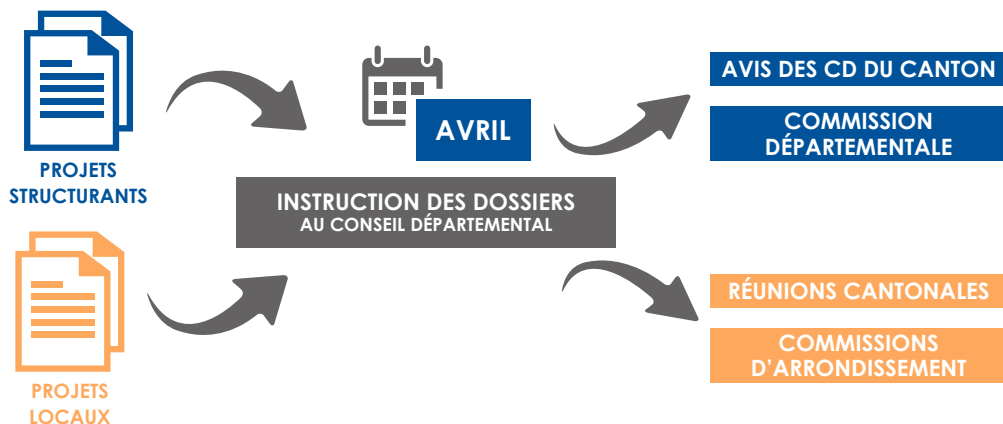 PROJETS
STRUCTURANTS
PROJETS
LOCAUX
AVRIL
INSTRUCTION DES DOSSIERS
AU CONSEIL DÉPARTEMENTAL
AVIS DES CD DU CANTON
COMMISSION
DÉPARTEMENTALE
RÉUNIONS CANTONALES
COMMISSIONS
D'ARRONDISSEMENT